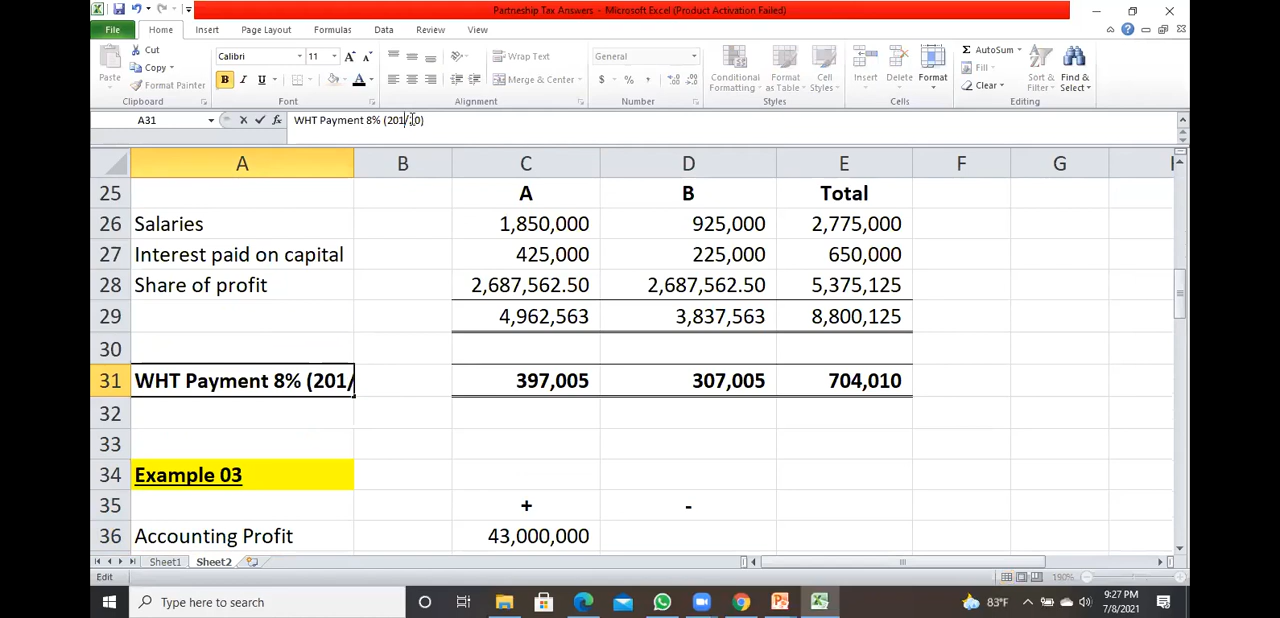 Partneship Tax Answers - Microsoft Excel (Product Activation Failed)
File Home Insert Page Layout Formulas Data Review View
Paste Cut Copy Format Painter Clipboard
Calibri 11 A A B I U A Font
Wrap Text Merge & Center Alignment
General $ % , Number
Conditional Formatting Format as Table Cell Styles Styles
Insert Delete Format Cells
Σ AutoSum Fill Clear Sort & Filter Find & Select Editing
A31 fx WHT Payment 8% (201/20)
A B C D E F G
25 A B Total
26 Salaries 1,850,000 925,000 2,775,000
27 Interest paid on capital 425,000 225,000 650,000
28 Share of profit 2,687,562.50 2,687,562.50 5,375,125
29 4,962,563 3,837,563 8,800,125
30
31 WHT Payment 8% (201/ 397,005 307,005 704,010
32
33
34 Example 03
35 + -
36 Accounting Profit 43,000,000
Sheet1 Sheet2
Edit 190%
Type here to search 83°F 9:27 PM
7/8/2021